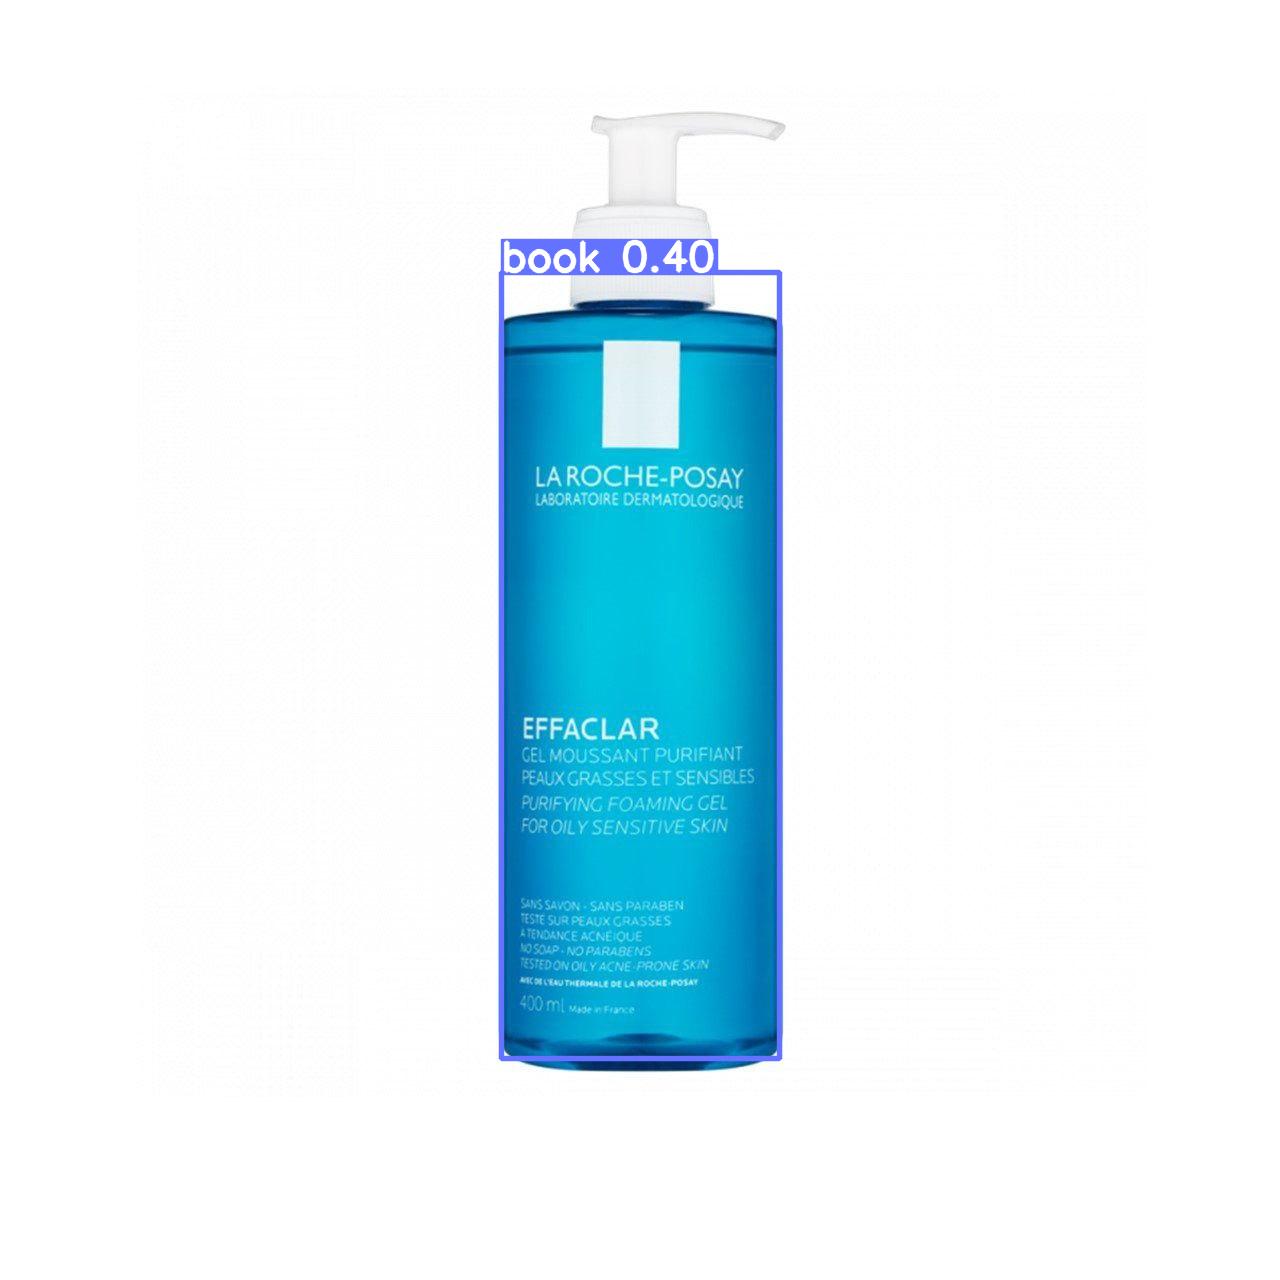 book 0.40
LA ROCHE-POSAY
LABORATOIRE DERMATOLOGIQUE
EFFACLAR
GEL MOUSSANT PURIFIANT
PEAUX GRASSES ET SENSIBLES
PURIFYING FOAMING GEL
FOR OILY SENSITIVE SKIN
SANS SAVON - SANS PARABEN
TESTÉ SUR PEAUX GRASSES
À TENDANCE ACNÉIQUE
NO SOAP - NO PARABENS
TESTED ON OILY ACNE-PRONE SKIN
AVEC DE L'EAU THERMALE DE LA ROCHE-POSAY
400 ml Made in France